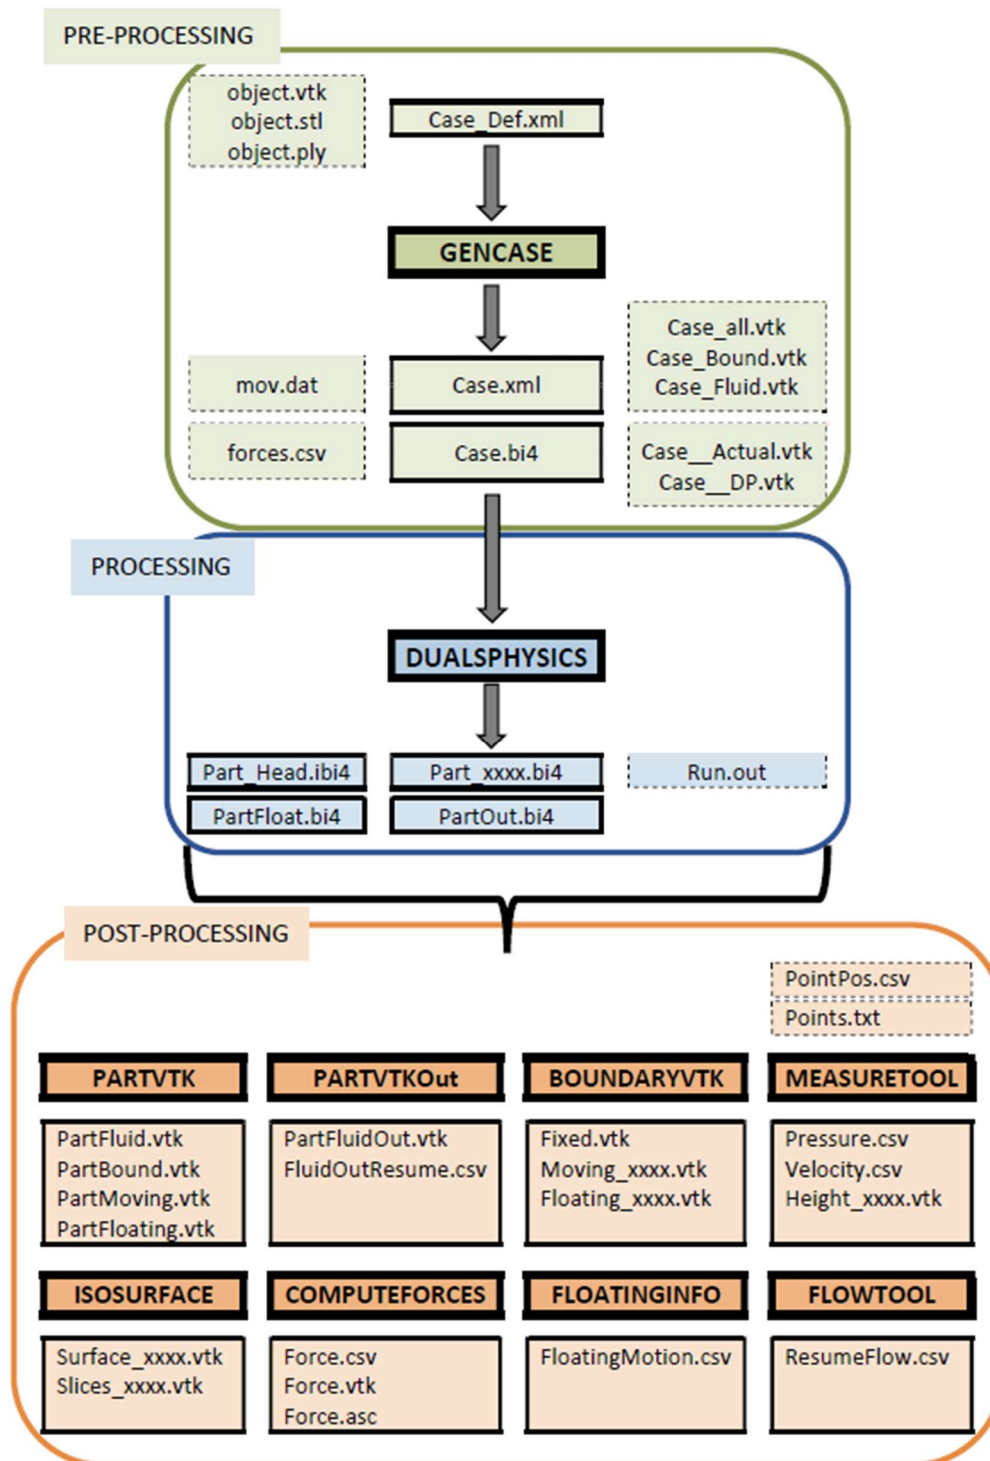 PRE-PROCESSING
object.vtk
object.stl
object.ply
Case_Def.xml
GENCASE
Case_all.vtk
Case_Bound.vtk
Case_Fluid.vtk
mov.dat
Case.xml
forces.csv
Case.bi4
Case__Actual.vtk
Case__DP.vtk
PROCESSING
DUALSPHYSICS
Part_Head.ibi4
Part_xxxx.bi4
Run.out
PartFloat.bi4
PartOut.bi4
POST-PROCESSING
PointPos.csv
Points.txt
PARTVTK
PARTVTKOut
BOUNDARYVTK
MEASURETOOL
PartFluid.vtk
PartBound.vtk
PartMoving.vtk
PartFloating.vtk
PartFluidOut.vtk
FluidOutResume.csv
Fixed.vtk
Moving_xxxx.vtk
Floating_xxxx.vtk
Pressure.csv
Velocity.csv
Height_xxxx.vtk
ISOSURFACE
COMPUTEFORCES
FLOATINGINFO
FLOWTOOL
Surface_xxxx.vtk
Slices_xxxx.vtk
Force.csv
Force.vtk
Force.asc
FloatingMotion.csv
ResumeFlow.csv